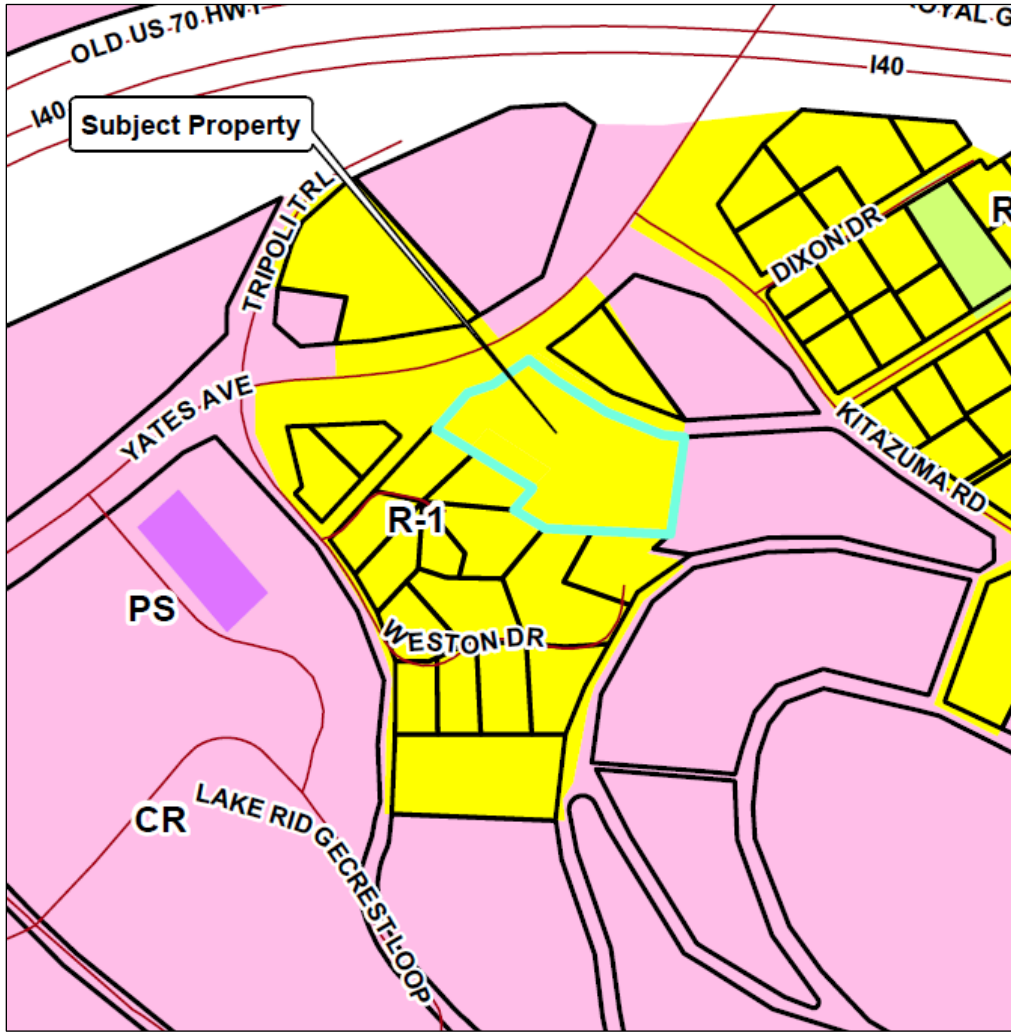 OLD US 70 HWY
ROYAL G
I40
I40
Subject Property
TRIPOLI TRL
DIXON DR
R
YATES AVE
KITAZUMA RD
R-1
PS
WESTON DR
CR
LAKE RIDGECREST LOOP